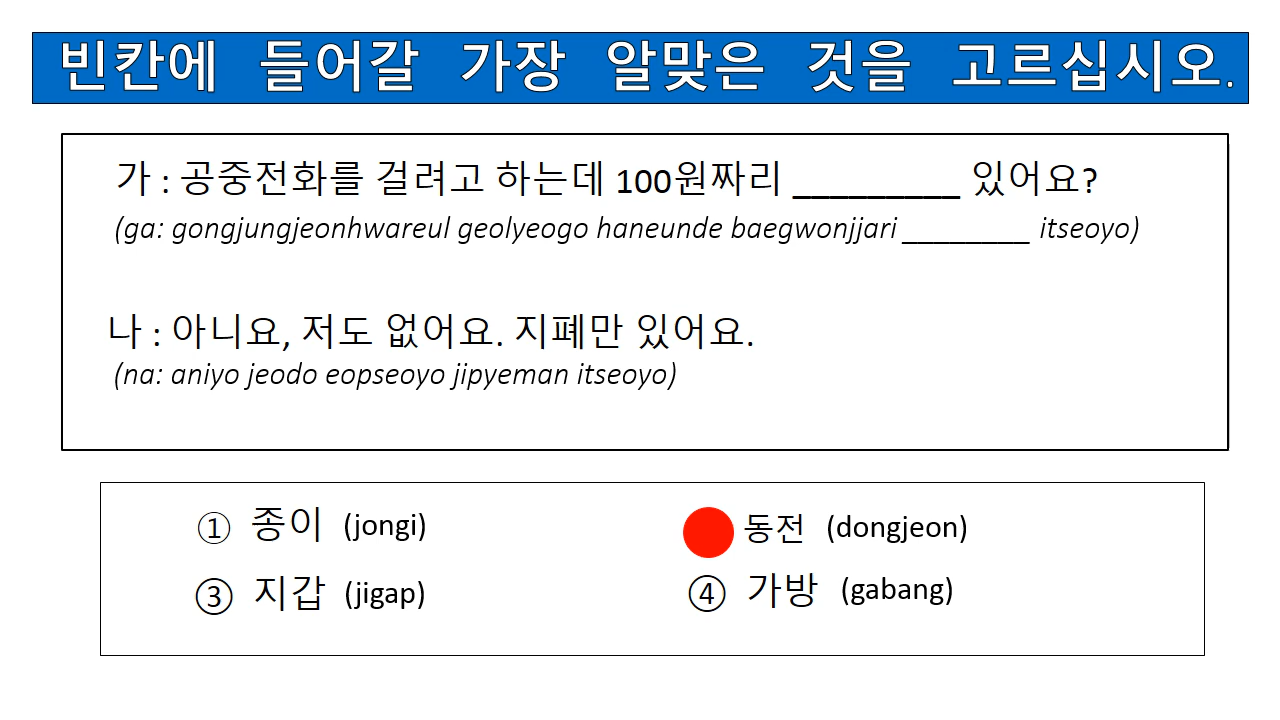 빈칸에 들어갈 가장 알맞은 것을 고르십시오.
가 : 공중전화를 걸려고 하는데 100원짜리 _________ 있어요?
(ga: gongjungjeonhwareul geolyeogo haneunde baegwonjjari ________ itseoyo)
나 : 아니요, 저도 없어요. 지폐만 있어요.
(na: aniyo jeodo eopseoyo jipyeman itseoyo)
① 종이 (jongi) 동전 (dongjeon)
③ 지갑 (jigap) ④ 가방 (gabang)